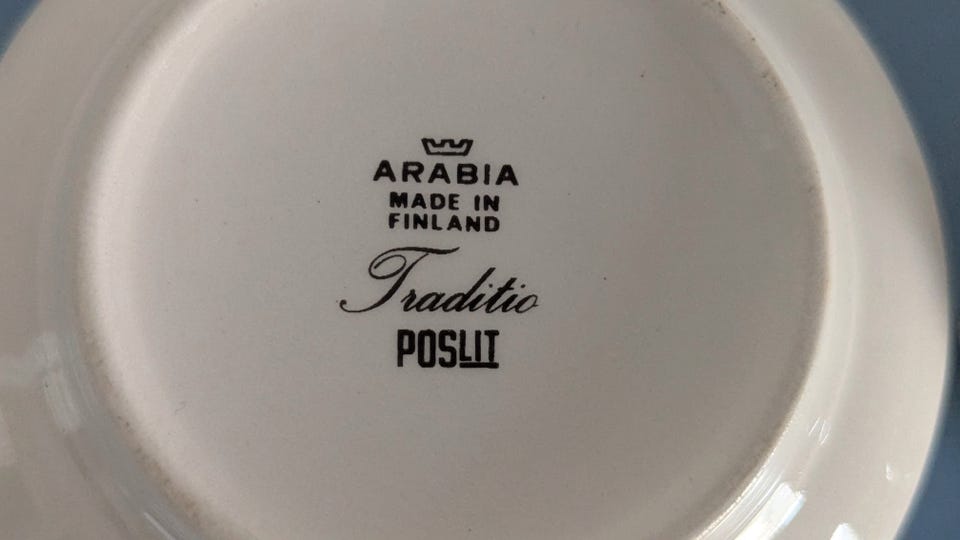 ARABIA
MADE IN
FINLAND
Traditio
POSLIT